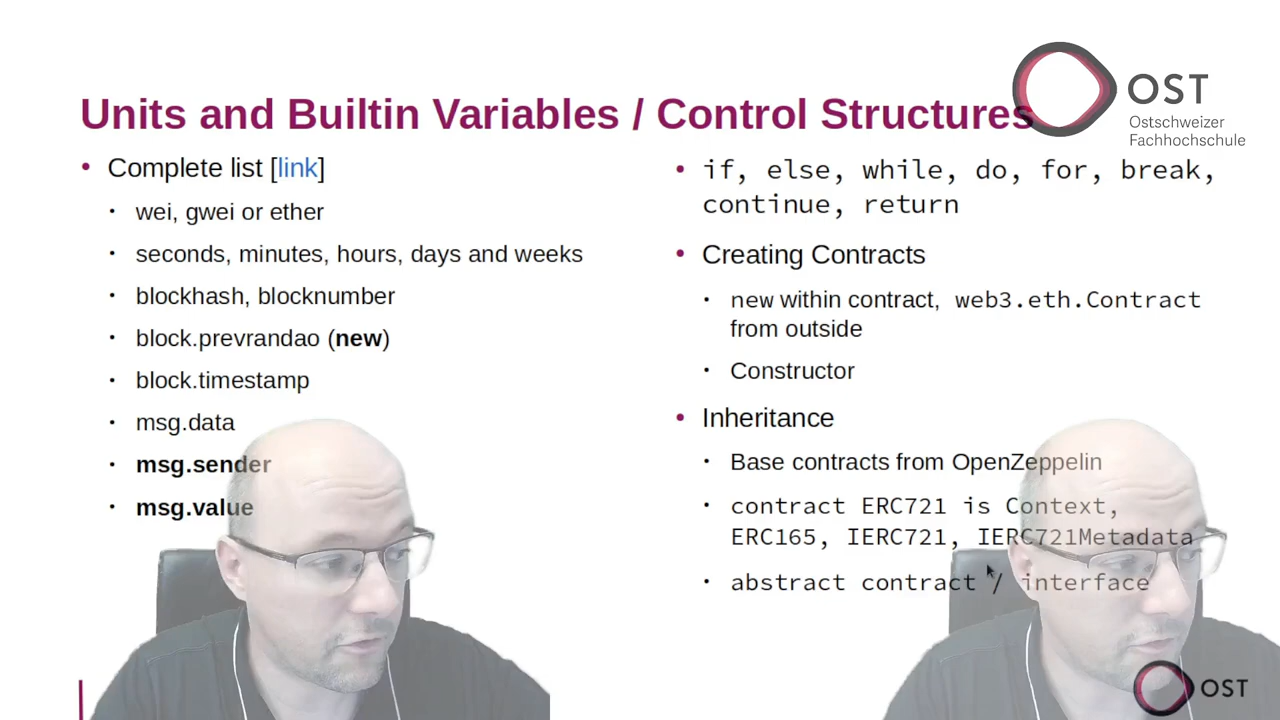 OST
Ostschweizer
Fachhochschule
Units and Builtin Variables / Control Structures
• Complete list [link]
· wei, gwei or ether
· seconds, minutes, hours, days and weeks
· blockhash, blocknumber
· block.prevrandao (new)
· block.timestamp
· msg.data
· msg.sender
· msg.value
• if, else, while, do, for, break,
continue, return
• Creating Contracts
· new within contract, web3.eth.Contract
from outside
· Constructor
• Inheritance
· Base contracts from OpenZeppelin
· contract ERC721 is Context,
ERC165, IERC721, IERC721Metadata
· abstract contract / interface
OST